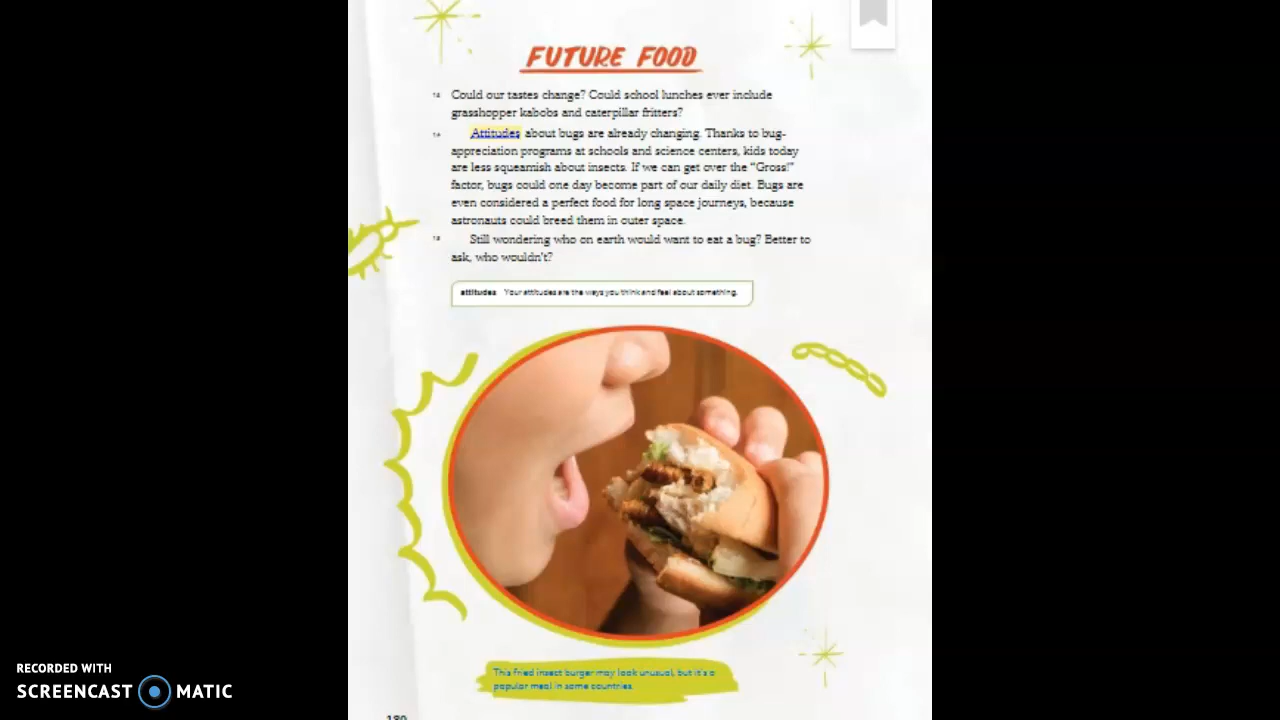 FUTURE FOOD
Could our tastes change? Could school lunches ever include
grasshopper kabobs and caterpillar fritters?
Attitudes about bugs are already changing. Thanks to bug-
appreciation programs at schools and science centers, kids today
are less squeamish about insects. If we can get over the “Gross!”
factor, bugs could one day become part of our daily diet. Bugs are
even considered a perfect food for long space journeys, because
astronauts could breed them in outer space.
Still wondering who on earth would want to eat a bug? Better to
ask, who wouldn't?
attitudes Your attitudes are the ways you think and feel about something.
This fried insect burger may look unusual, but it's a
popular meal in some countries.
RECORDED WITH
SCREENCAST MATIC